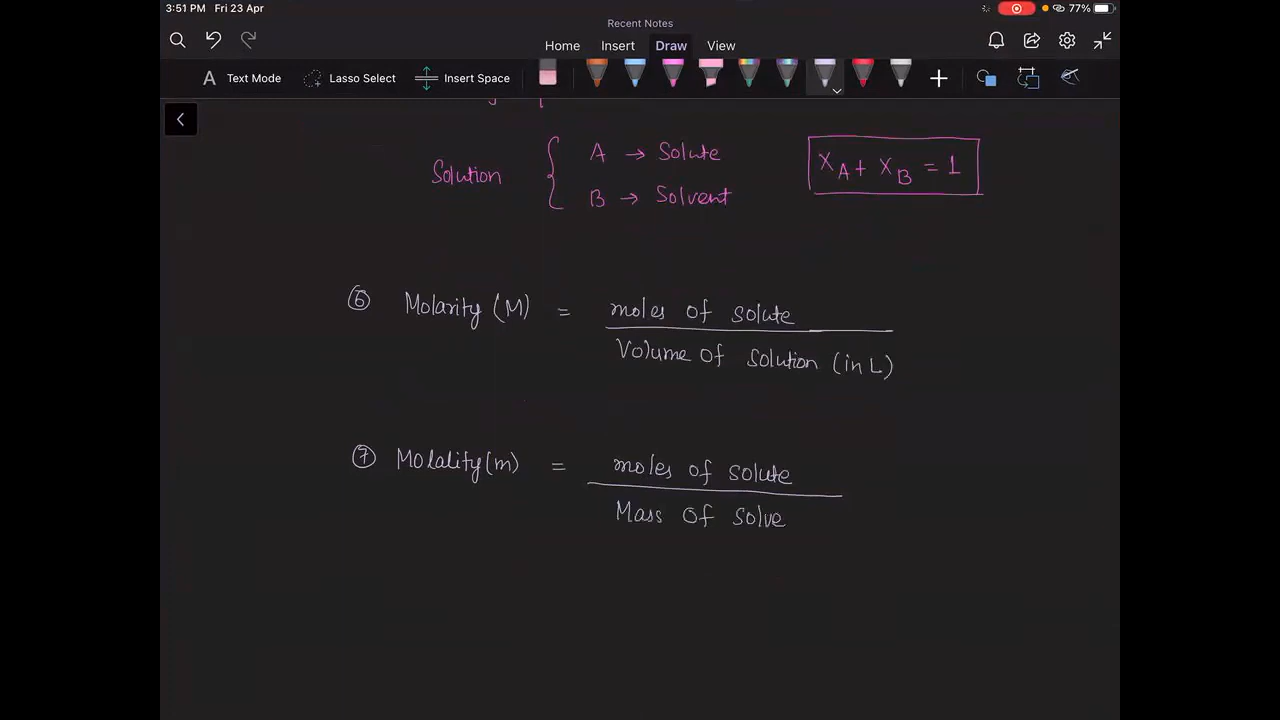 3:51 PM Fri 23 Apr
77%
Recent Notes
Home Insert Draw View
A Text Mode Lasso Select Insert Space
Solution
A → Solute
B → Solvent
X_A + X_B = 1
⑥ Molarity (M) = moles of solute
Volume of solution (in L)
⑦ Molality (m) = moles of solute
Mass of solve